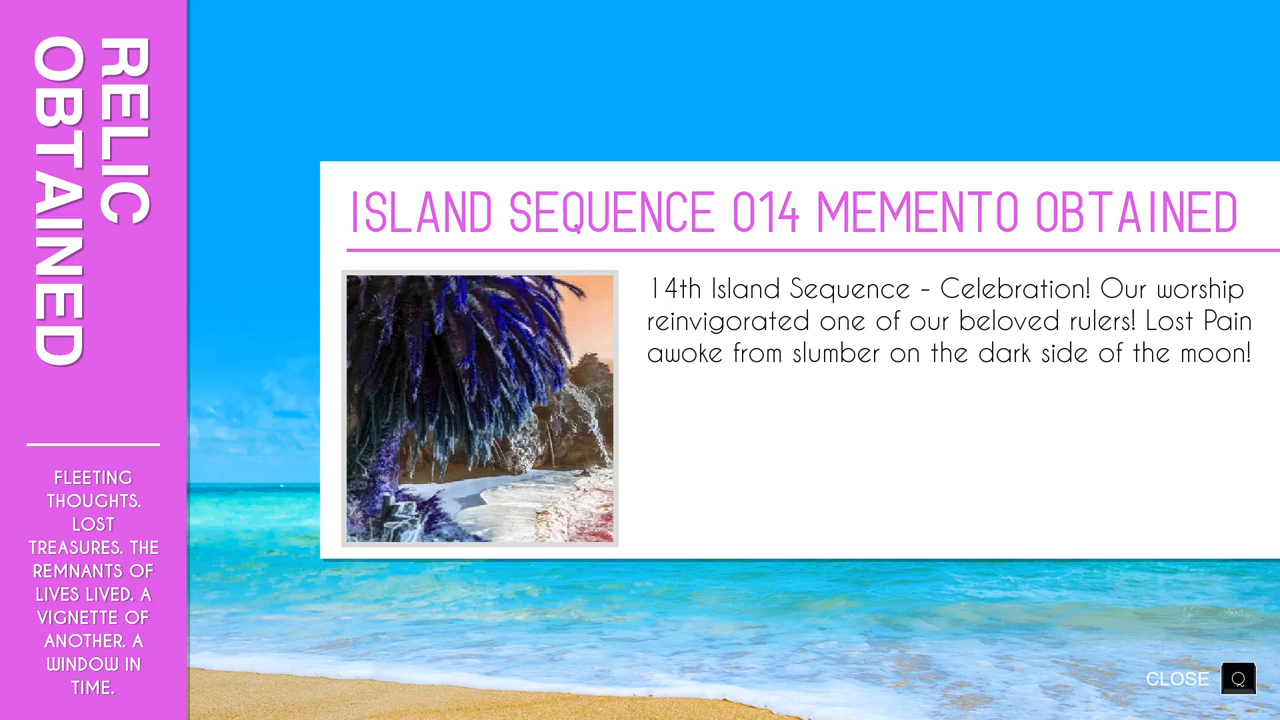 RELIC
OBTAINED
FLEETING
THOUGHTS.
LOST
TREASURES. THE
REMNANTS OF
LIVES LIVED. A
VIGNETTE OF
ANOTHER. A
WINDOW IN
TIME.
ISLAND SEQUENCE 014 MEMENTO OBTAINED
14th Island Sequence - Celebration! Our worship
reinvigorated one of our beloved rulers! Lost Pain
awoke from slumber on the dark side of the moon!
CLOSE Q